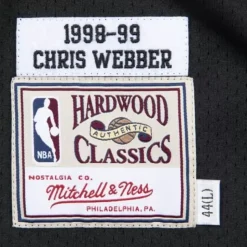 1998-99
CHRIS WEBBER
HARDWOOD
AUTHENTIC
CLASSICS
NBA
NOSTALGIA CO.
Mitchell & Ness
PHILADELPHIA, PA.
44(L)